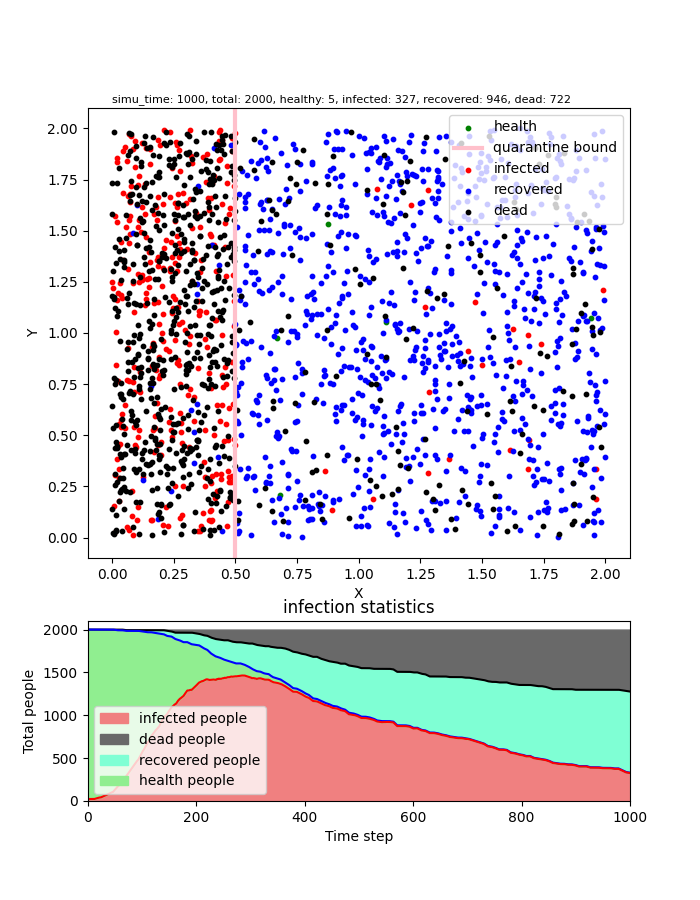 simu_time: 1000, total: 2000, healthy: 5, infected: 327, recovered: 946, dead: 722
2.00
1.75
1.50
1.25
1.00
0.75
0.50
0.25
0.00
Y
health
quarantine bound
infected
recovered
dead
0.00 0.25 0.50 0.75 1.00 1.25 1.50 1.75 2.00
X
infection statistics
2000
1500
1000
500
0
Total people
infected people
dead people
recovered people
health people
0 200 400 600 800 1000
Time step